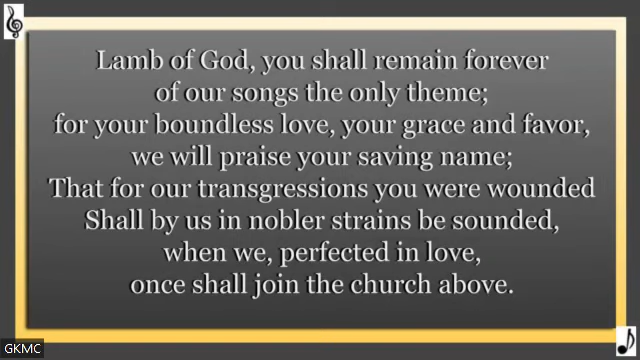 Lamb of God, you shall remain forever
of our songs the only theme;
for your boundless love, your grace and favor,
we will praise your saving name;
That for our transgressions you were wounded
Shall by us in nobler strains be sounded,
when we, perfected in love,
once shall join the church above.
GKMC